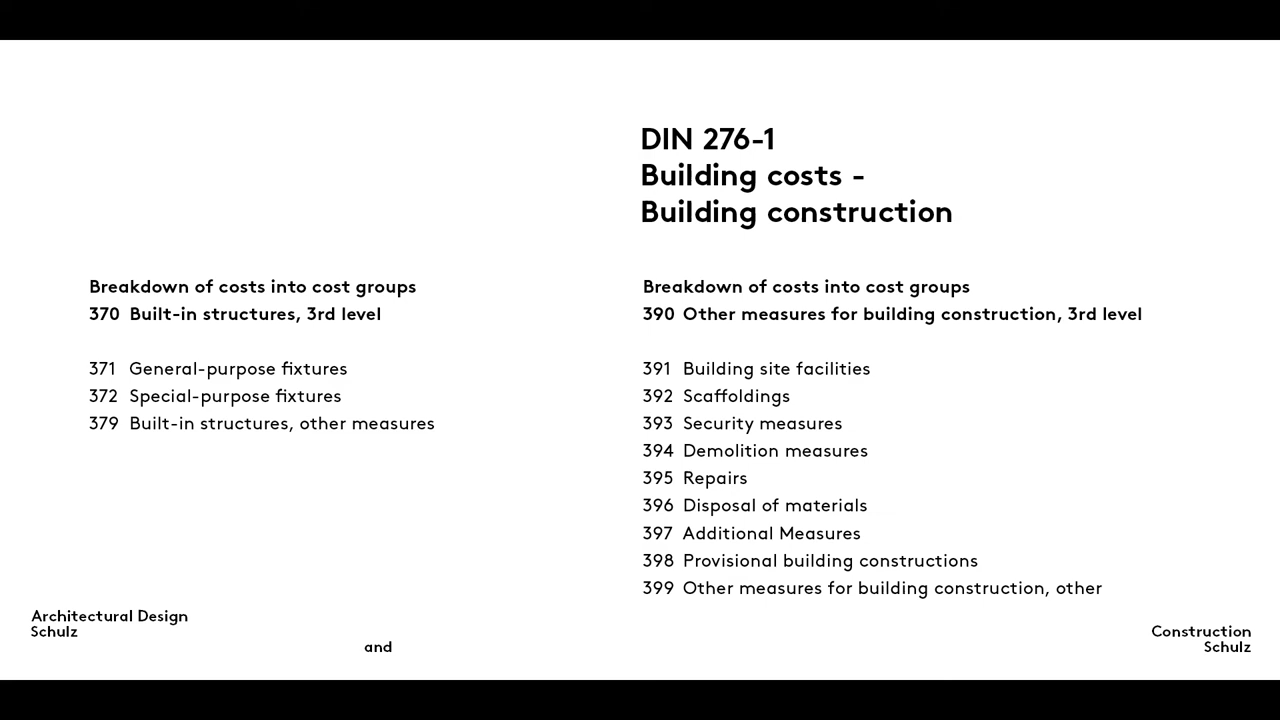 DIN 276-1
Building costs -
Building construction
Breakdown of costs into cost groups
370 Built-in structures, 3rd level
371 General-purpose fixtures
372 Special-purpose fixtures
379 Built-in structures, other measures
Breakdown of costs into cost groups
390 Other measures for building construction, 3rd level
391 Building site facilities
392 Scaffoldings
393 Security measures
394 Demolition measures
395 Repairs
396 Disposal of materials
397 Additional Measures
398 Provisional building constructions
399 Other measures for building construction, other
Architectural Design
Schulz
and
Construction
Schulz